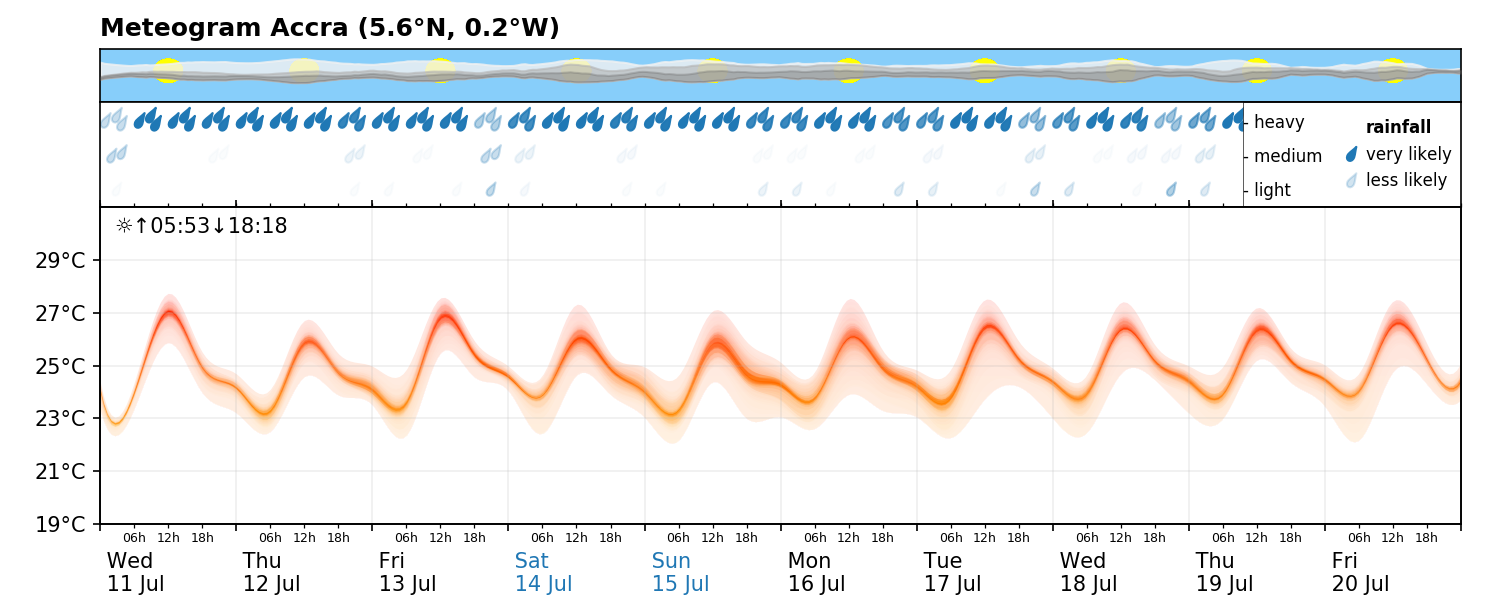 Meteogram Accra (5.6°N, 0.2°W)
heavy
medium
light
rainfall
very likely
less likely
☼↑05:53↓18:18
29°C
27°C
25°C
23°C
21°C
19°C
06h 12h 18h 06h 12h 18h 06h 12h 18h 06h 12h 18h 06h 12h 18h 06h 12h 18h 06h 12h 18h 06h 12h 18h 06h 12h 18h 06h 12h 18h
Wed Thu Fri Sat Sun Mon Tue Wed Thu Fri
11 Jul 12 Jul 13 Jul 14 Jul 15 Jul 16 Jul 17 Jul 18 Jul 19 Jul 20 Jul